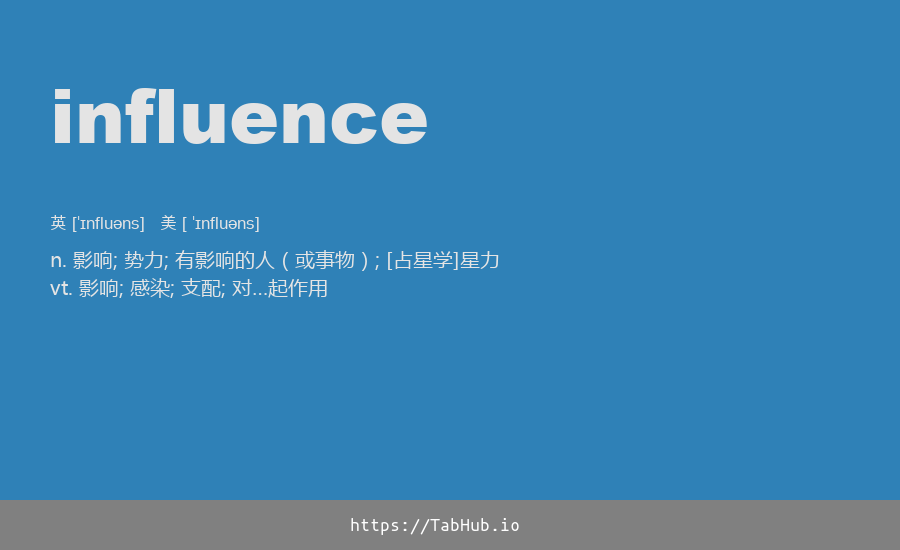 influence
英 [ˈɪnfluəns] 美 [ ˈɪnfluəns]
n. 影响; 势力; 有影响的人（或事物）; [占星学]星力
vt. 影响; 感染; 支配; 对…起作用
https://TabHub.io